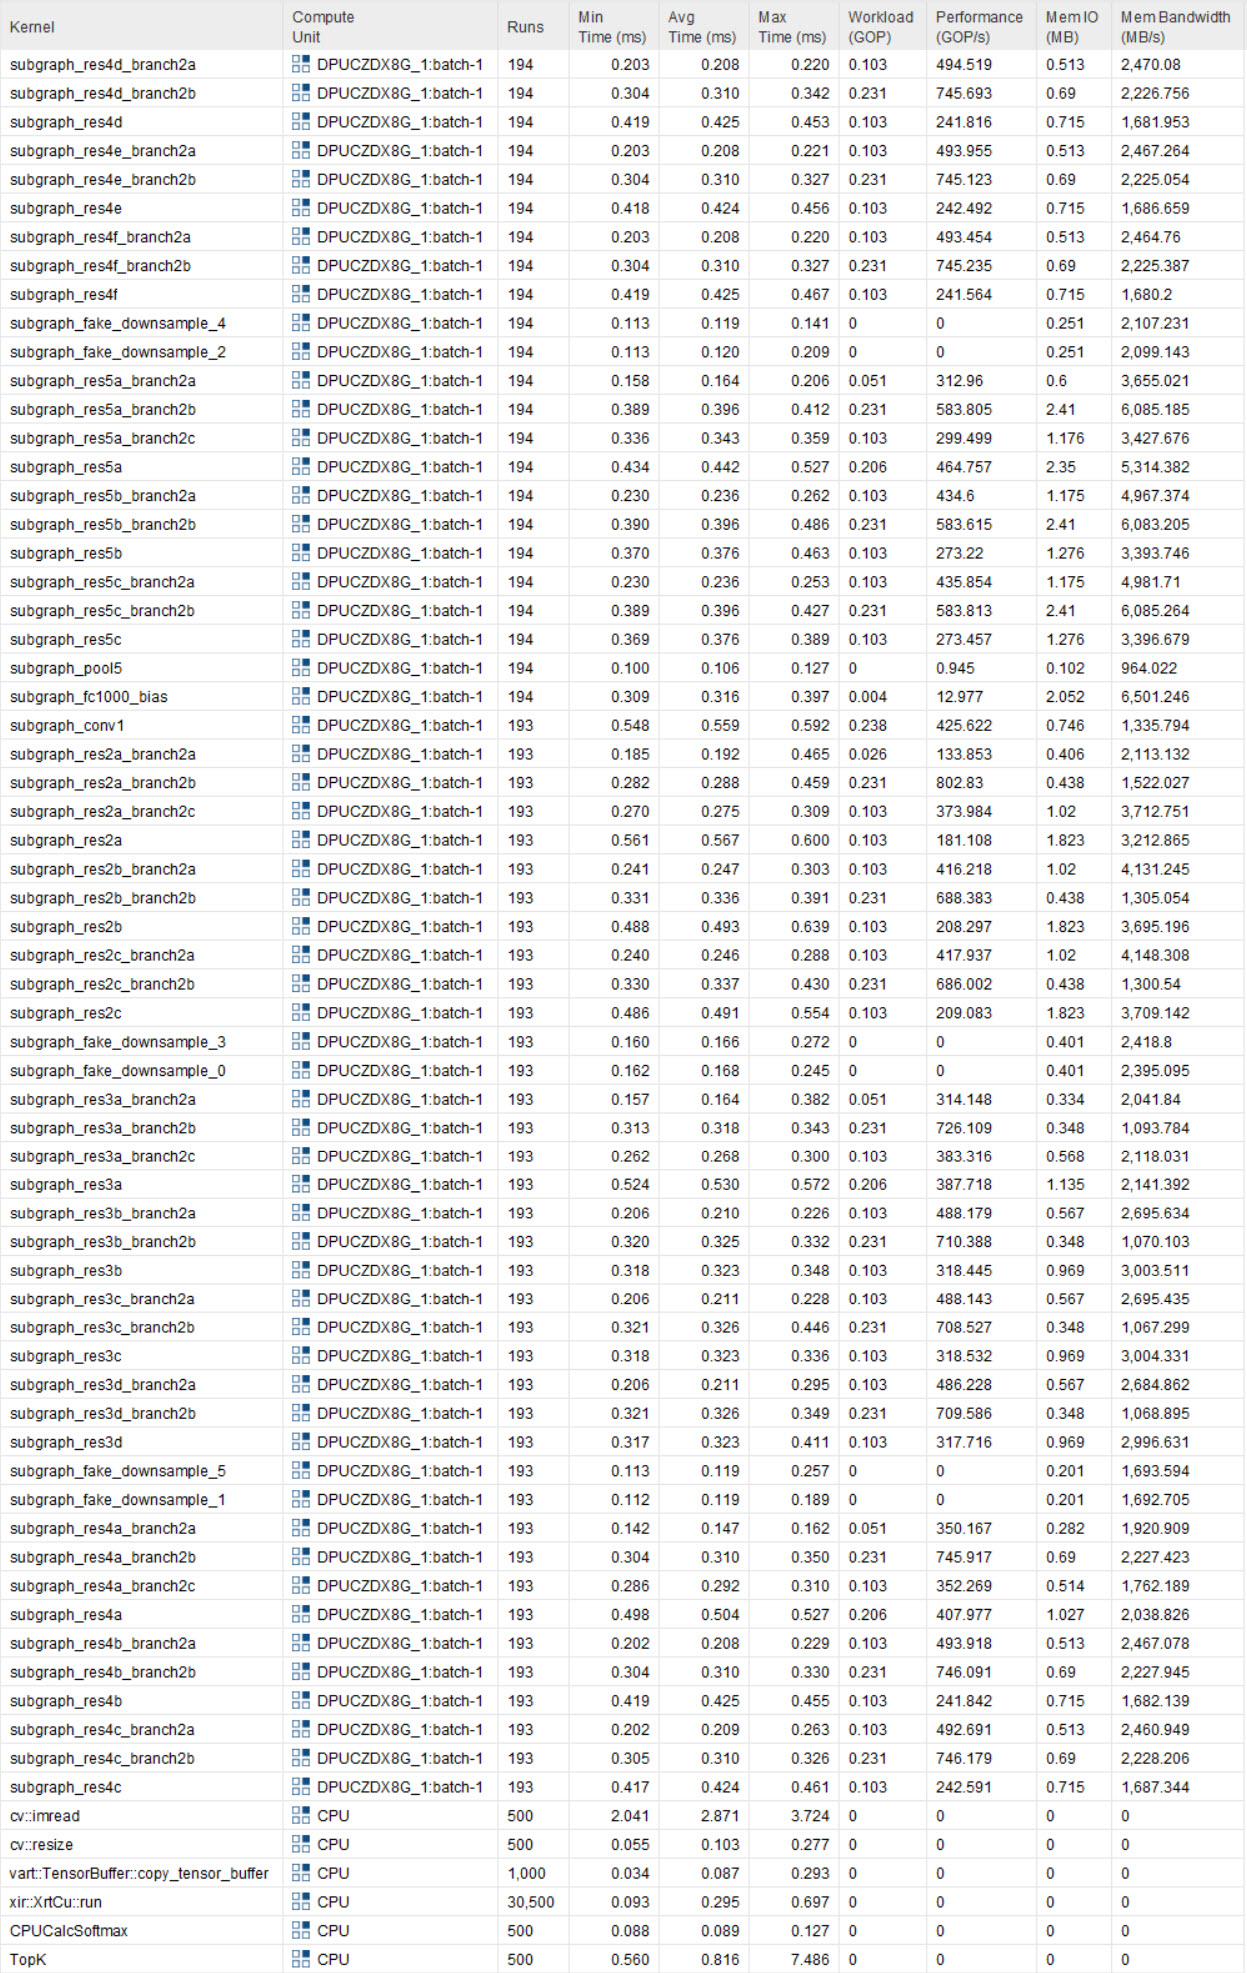 Kernel Compute Unit Runs Min Time (ms) Avg Time (ms) Max Time (ms) Workload (GOP) Performance (GOP/s) Mem IO (MB) Mem Bandwidth (MB/s)
subgraph_res4d_branch2a DPUCZDX8G_1:batch-1 194 0.203 0.208 0.220 0.103 494.519 0.513 2,470.08
subgraph_res4d_branch2b DPUCZDX8G_1:batch-1 194 0.304 0.310 0.342 0.231 745.693 0.69 2,226.756
subgraph_res4d DPUCZDX8G_1:batch-1 194 0.419 0.425 0.453 0.103 241.816 0.715 1,681.953
subgraph_res4e_branch2a DPUCZDX8G_1:batch-1 194 0.203 0.208 0.221 0.103 493.955 0.513 2,467.264
subgraph_res4e_branch2b DPUCZDX8G_1:batch-1 194 0.304 0.310 0.327 0.231 745.123 0.69 2,225.054
subgraph_res4e DPUCZDX8G_1:batch-1 194 0.418 0.424 0.456 0.103 242.492 0.715 1,686.659
subgraph_res4f_branch2a DPUCZDX8G_1:batch-1 194 0.203 0.208 0.220 0.103 493.454 0.513 2,464.76
subgraph_res4f_branch2b DPUCZDX8G_1:batch-1 194 0.304 0.310 0.327 0.231 745.235 0.69 2,225.387
subgraph_res4f DPUCZDX8G_1:batch-1 194 0.419 0.425 0.467 0.103 241.564 0.715 1,680.2
subgraph_fake_downsample_4 DPUCZDX8G_1:batch-1 194 0.113 0.119 0.141 0 0 0.251 2,107.231
subgraph_fake_downsample_2 DPUCZDX8G_1:batch-1 194 0.113 0.120 0.209 0 0 0.251 2,099.143
subgraph_res5a_branch2a DPUCZDX8G_1:batch-1 194 0.158 0.164 0.206 0.051 312.96 0.6 3,655.021
subgraph_res5a_branch2b DPUCZDX8G_1:batch-1 194 0.389 0.396 0.412 0.231 583.805 2.41 6,085.185
subgraph_res5a_branch2c DPUCZDX8G_1:batch-1 194 0.336 0.343 0.359 0.103 299.499 1.176 3,427.676
subgraph_res5a DPUCZDX8G_1:batch-1 194 0.434 0.442 0.527 0.206 464.757 2.35 5,314.382
subgraph_res5b_branch2a DPUCZDX8G_1:batch-1 194 0.230 0.236 0.262 0.103 434.6 1.175 4,967.374
subgraph_res5b_branch2b DPUCZDX8G_1:batch-1 194 0.390 0.396 0.486 0.231 583.615 2.41 6,083.205
subgraph_res5b DPUCZDX8G_1:batch-1 194 0.370 0.376 0.463 0.103 273.22 1.276 3,393.746
subgraph_res5c_branch2a DPUCZDX8G_1:batch-1 194 0.230 0.236 0.253 0.103 435.854 1.175 4,981.71
subgraph_res5c_branch2b DPUCZDX8G_1:batch-1 194 0.389 0.396 0.427 0.231 583.813 2.41 6,085.264
subgraph_res5c DPUCZDX8G_1:batch-1 194 0.369 0.376 0.389 0.103 273.457 1.276 3,396.679
subgraph_pool5 DPUCZDX8G_1:batch-1 194 0.100 0.106 0.127 0 0.945 0.102 964.022
subgraph_fc1000_bias DPUCZDX8G_1:batch-1 194 0.309 0.316 0.397 0.004 12.977 2.052 6,501.246
subgraph_conv1 DPUCZDX8G_1:batch-1 193 0.548 0.559 0.592 0.238 425.622 0.746 1,335.794
subgraph_res2a_branch2a DPUCZDX8G_1:batch-1 193 0.185 0.192 0.465 0.026 133.853 0.406 2,113.132
subgraph_res2a_branch2b DPUCZDX8G_1:batch-1 193 0.282 0.288 0.459 0.231 802.83 0.438 1,522.027
subgraph_res2a_branch2c DPUCZDX8G_1:batch-1 193 0.270 0.275 0.309 0.103 373.984 1.02 3,712.751
subgraph_res2a DPUCZDX8G_1:batch-1 193 0.561 0.567 0.600 0.103 181.108 1.823 3,212.865
subgraph_res2b_branch2a DPUCZDX8G_1:batch-1 193 0.241 0.247 0.303 0.103 416.218 1.02 4,131.245
subgraph_res2b_branch2b DPUCZDX8G_1:batch-1 193 0.331 0.336 0.391 0.231 688.383 0.438 1,305.054
subgraph_res2b DPUCZDX8G_1:batch-1 193 0.488 0.493 0.639 0.103 208.297 1.823 3,695.196
subgraph_res2c_branch2a DPUCZDX8G_1:batch-1 193 0.240 0.246 0.288 0.103 417.937 1.02 4,148.308
subgraph_res2c_branch2b DPUCZDX8G_1:batch-1 193 0.330 0.337 0.430 0.231 686.002 0.438 1,300.54
subgraph_res2c DPUCZDX8G_1:batch-1 193 0.486 0.491 0.554 0.103 209.083 1.823 3,709.142
subgraph_fake_downsample_3 DPUCZDX8G_1:batch-1 193 0.160 0.166 0.272 0 0 0.401 2,418.8
subgraph_fake_downsample_0 DPUCZDX8G_1:batch-1 193 0.162 0.168 0.245 0 0 0.401 2,395.095
subgraph_res3a_branch2a DPUCZDX8G_1:batch-1 193 0.157 0.164 0.382 0.051 314.148 0.334 2,041.84
subgraph_res3a_branch2b DPUCZDX8G_1:batch-1 193 0.313 0.318 0.343 0.231 726.109 0.348 1,093.784
subgraph_res3a_branch2c DPUCZDX8G_1:batch-1 193 0.262 0.268 0.300 0.103 383.316 0.568 2,118.031
subgraph_res3a DPUCZDX8G_1:batch-1 193 0.524 0.530 0.572 0.206 387.718 1.135 2,141.392
subgraph_res3b_branch2a DPUCZDX8G_1:batch-1 193 0.206 0.210 0.226 0.103 488.179 0.567 2,695.634
subgraph_res3b_branch2b DPUCZDX8G_1:batch-1 193 0.320 0.325 0.332 0.231 710.388 0.348 1,070.103
subgraph_res3b DPUCZDX8G_1:batch-1 193 0.318 0.323 0.348 0.103 318.445 0.969 3,003.511
subgraph_res3c_branch2a DPUCZDX8G_1:batch-1 193 0.206 0.211 0.228 0.103 488.143 0.567 2,695.435
subgraph_res3c_branch2b DPUCZDX8G_1:batch-1 193 0.321 0.326 0.446 0.231 708.527 0.348 1,067.299
subgraph_res3c DPUCZDX8G_1:batch-1 193 0.318 0.323 0.336 0.103 318.532 0.969 3,004.331
subgraph_res3d_branch2a DPUCZDX8G_1:batch-1 193 0.206 0.211 0.295 0.103 486.228 0.567 2,684.862
subgraph_res3d_branch2b DPUCZDX8G_1:batch-1 193 0.321 0.326 0.349 0.231 709.586 0.348 1,068.895
subgraph_res3d DPUCZDX8G_1:batch-1 193 0.317 0.323 0.411 0.103 317.716 0.969 2,996.631
subgraph_fake_downsample_5 DPUCZDX8G_1:batch-1 193 0.113 0.119 0.257 0 0 0.201 1,693.594
subgraph_fake_downsample_1 DPUCZDX8G_1:batch-1 193 0.112 0.119 0.189 0 0 0.201 1,692.705
subgraph_res4a_branch2a DPUCZDX8G_1:batch-1 193 0.142 0.147 0.162 0.051 350.167 0.282 1,920.909
subgraph_res4a_branch2b DPUCZDX8G_1:batch-1 193 0.304 0.310 0.350 0.231 745.917 0.69 2,227.423
subgraph_res4a_branch2c DPUCZDX8G_1:batch-1 193 0.286 0.292 0.310 0.103 352.269 0.514 1,762.189
subgraph_res4a DPUCZDX8G_1:batch-1 193 0.498 0.504 0.527 0.206 407.977 1.027 2,038.826
subgraph_res4b_branch2a DPUCZDX8G_1:batch-1 193 0.202 0.208 0.229 0.103 493.918 0.513 2,467.078
subgraph_res4b_branch2b DPUCZDX8G_1:batch-1 193 0.304 0.310 0.330 0.231 746.091 0.69 2,227.945
subgraph_res4b DPUCZDX8G_1:batch-1 193 0.419 0.425 0.455 0.103 241.842 0.715 1,682.139
subgraph_res4c_branch2a DPUCZDX8G_1:batch-1 193 0.202 0.209 0.263 0.103 492.691 0.513 2,460.949
subgraph_res4c_branch2b DPUCZDX8G_1:batch-1 193 0.305 0.310 0.326 0.231 746.179 0.69 2,228.206
subgraph_res4c DPUCZDX8G_1:batch-1 193 0.417 0.424 0.461 0.103 242.591 0.715 1,687.344
cv::imread CPU 500 2.041 2.871 3.724 0 0 0 0
cv::resize CPU 500 0.055 0.103 0.277 0 0 0 0
vart::TensorBuffer::copy_tensor_buffer CPU 1,000 0.034 0.087 0.293 0 0 0 0
xir::XrtCu::run CPU 30,500 0.093 0.295 0.697 0 0 0 0
CPUCalcSoftmax CPU 500 0.088 0.089 0.127 0 0 0 0
TopK CPU 500 0.560 0.816 7.486 0 0 0 0